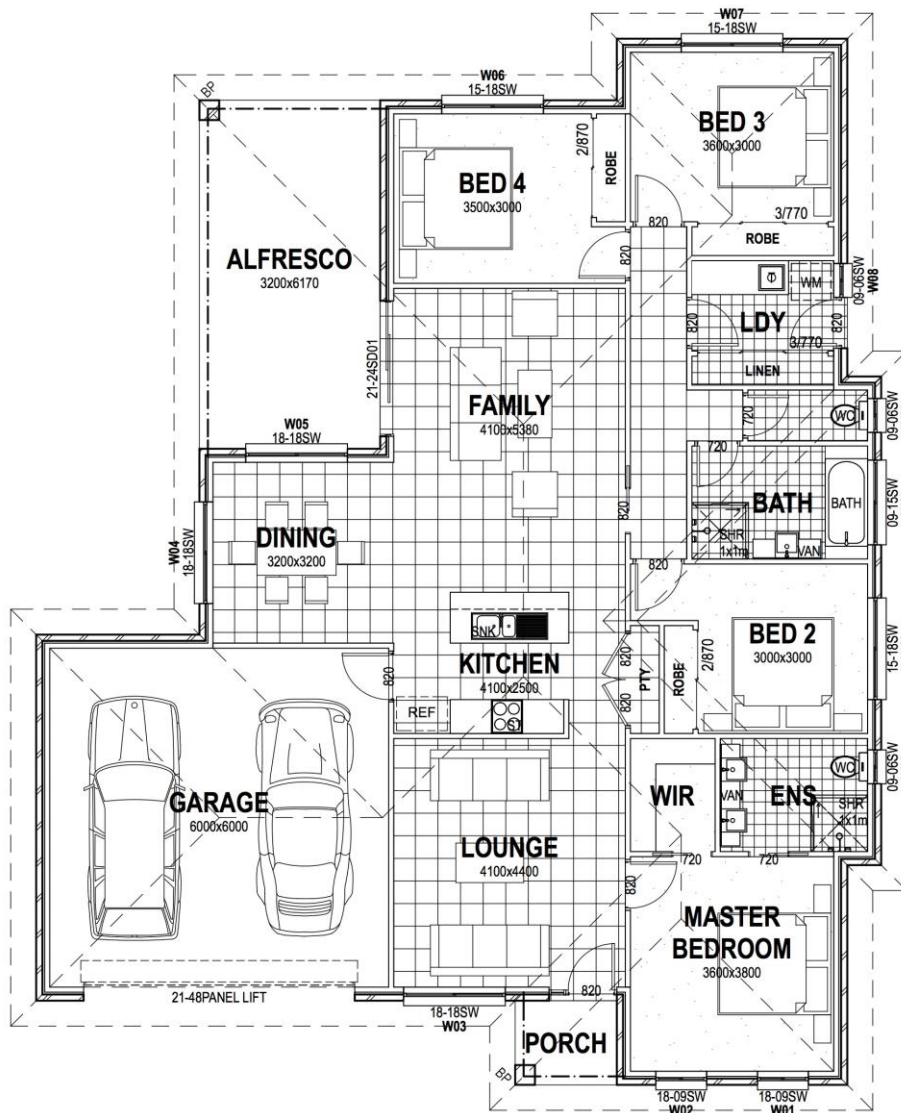 W07
15-18SW
W06
15-18SW
BP
BED 3
3600x3000
2/870
ROBE
BED 4
3500x3000
820
3/770
ROBE
820
ALFRESCO
3200x6170
WM
09-06SW
W08
LDY
820
820
3/770
LINEN
21-24SD01
FAMILY
4100x5380
720
WC
09-06SW
W05
18-18SW
720
BATH
BATH
09-15SW
SHR
1x1m
VAN
820
W04
18-18SW
DINING
3200x3200
820
BED 2
3000x3000
15-18SW
SNK
KITCHEN
4100x2500
820
820
PTY
ROBE
2/870
820
REF
ST
GARAGE
6000x6000
WIR
VAN
ENS
WC
09-06SW
SHR
1x1m
LOUNGE
4100x4400
720
720
820
MASTER
BEDROOM
3600x3800
820
21-48PANEL LIFT
18-18SW
W03
PORCH
BP
18-09SW
W02
18-09SW
W01